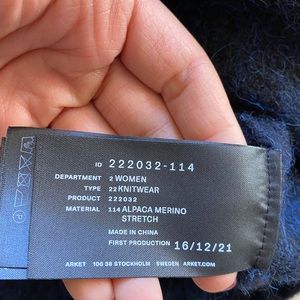 ID 222032-114
DEPARTMENT 2 WOMEN
TYPE 22 KNITWEAR
PRODUCT 222032
MATERIAL 114 ALPACA MERINO
STRETCH
MADE IN CHINA
FIRST PRODUCTION 16/12/21
ARKET 106 38 STOCKHOLM SWEDEN ARKET.COM